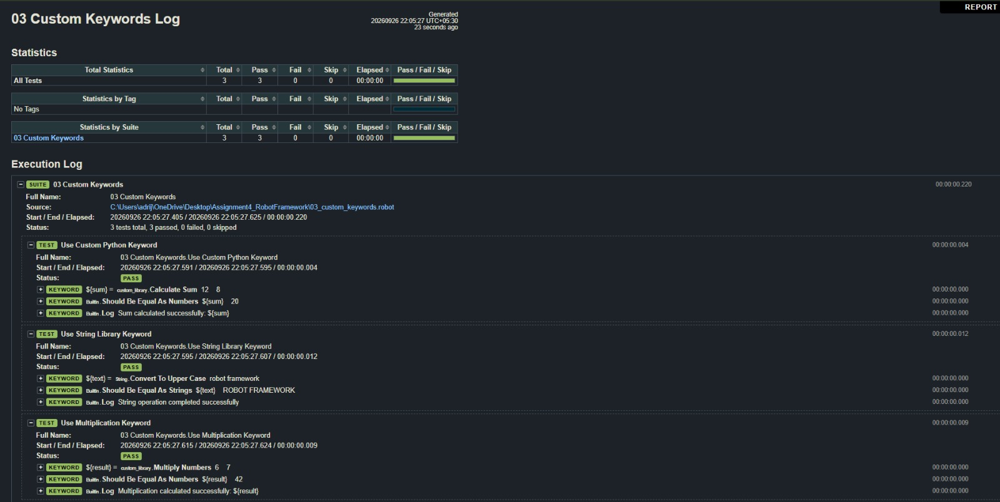 REPORT
03 Custom Keywords Log
Generated
20260926 22:05:27 UTC+05:30
23 seconds ago
Statistics
Total Statistics Total Pass Fail Skip Elapsed Pass / Fail / Skip
All Tests 3 3 0 0 00:00:00
Statistics by Tag Total Pass Fail Skip Elapsed Pass / Fail / Skip
No Tags
Statistics by Suite Total Pass Fail Skip Elapsed Pass / Fail / Skip
03 Custom Keywords 3 3 0 0 00:00:00
Execution Log
SUITE 03 Custom Keywords 00:00:00.220
Full Name: 03 Custom Keywords
Source: C:\Users\adrij\OneDrive\Desktop\Assignment4_RobotFramework\03_custom_keywords.robot
Start / End / Elapsed: 20260926 22:05:27.405 / 20260926 22:05:27.625 / 00:00:00.220
Status: 3 tests total, 3 passed, 0 failed, 0 skipped
TEST Use Custom Python Keyword 00:00:00.004
Full Name: 03 Custom Keywords.Use Custom Python Keyword
Start / End / Elapsed: 20260926 22:05:27.591 / 20260926 22:05:27.595 / 00:00:00.004
Status: PASS
KEYWORD ${sum} = custom_library.Calculate Sum 12 8 00:00:00.000
KEYWORD BuiltIn.Should Be Equal As Numbers ${sum} 20 00:00:00.000
KEYWORD BuiltIn.Log Sum calculated successfully: ${sum} 00:00:00.000
TEST Use String Library Keyword 00:00:00.012
Full Name: 03 Custom Keywords.Use String Library Keyword
Start / End / Elapsed: 20260926 22:05:27.595 / 20260926 22:05:27.607 / 00:00:00.012
Status: PASS
KEYWORD ${text} = String.Convert To Upper Case robot framework 00:00:00.000
KEYWORD BuiltIn.Should Be Equal As Strings ${text} ROBOT FRAMEWORK 00:00:00.000
KEYWORD BuiltIn.Log String operation completed successfully 00:00:00.000
TEST Use Multiplication Keyword 00:00:00.009
Full Name: 03 Custom Keywords.Use Multiplication Keyword
Start / End / Elapsed: 20260926 22:05:27.615 / 20260926 22:05:27.624 / 00:00:00.009
Status: PASS
KEYWORD ${result} = custom_library.Multiply Numbers 6 7 00:00:00.000
KEYWORD BuiltIn.Should Be Equal As Numbers ${result} 42 00:00:00.000
KEYWORD BuiltIn.Log Multiplication calculated successfully: ${result} 00:00:00.000